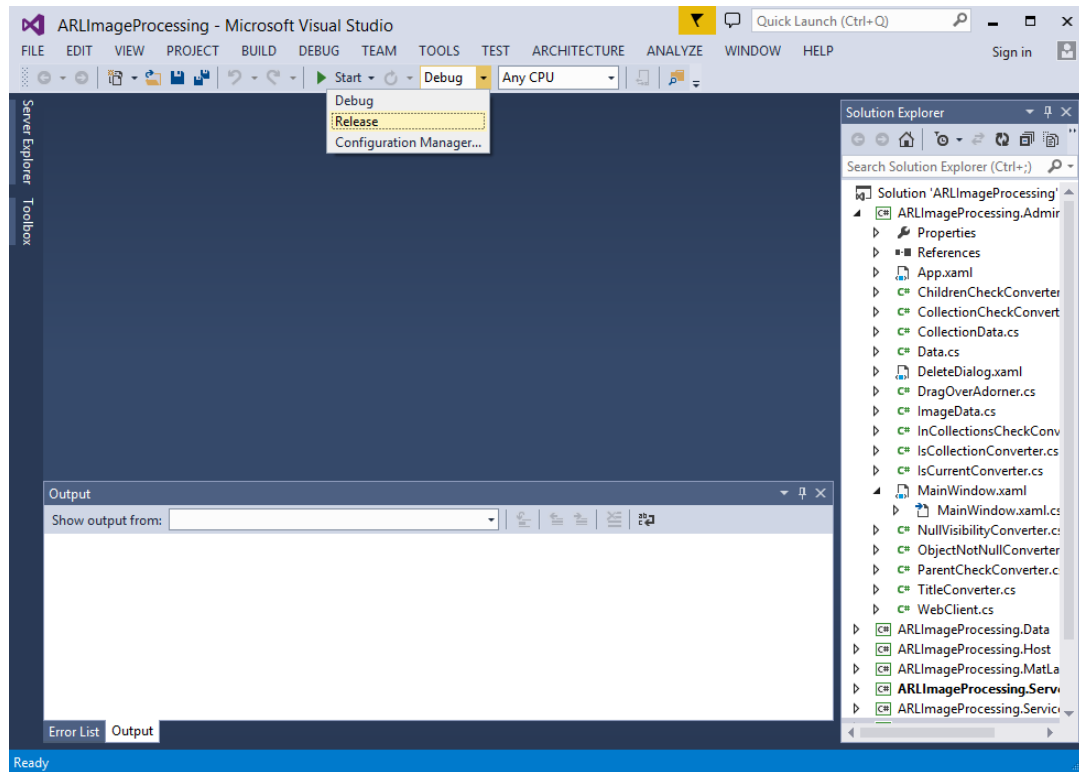 ARLImageProcessing - Microsoft Visual Studio
Quick Launch (Ctrl+Q)
FILE EDIT VIEW PROJECT BUILD DEBUG TEAM TOOLS TEST ARCHITECTURE ANALYZE WINDOW HELP
Sign in
Start Debug Any CPU
Debug
Release
Configuration Manager...
Server Explorer
Toolbox
Solution Explorer
Search Solution Explorer (Ctrl+;)
Solution 'ARLImageProcessing'
C# ARLImageProcessing.Admin
Properties
References
App.xaml
C# ChildrenCheckConverter
C# CollectionCheckConvert
C# CollectionData.cs
C# Data.cs
DeleteDialog.xaml
C# DragOverAdorner.cs
C# ImageData.cs
C# InCollectionsCheckConv
C# IsCollectionConverter.cs
C# IsCurrentConverter.cs
MainWindow.xaml
MainWindow.xaml.cs
C# NullVisibilityConverter.c
C# ObjectNotNullConverter
C# ParentCheckConverter.c
C# TitleConverter.cs
C# WebClient.cs
C# ARLImageProcessing.Data
C# ARLImageProcessing.Host
C# ARLImageProcessing.MatLa
C# ARLImageProcessing.Serv
C# ARLImageProcessing.Servic
Output
Show output from:
Error List Output
Ready